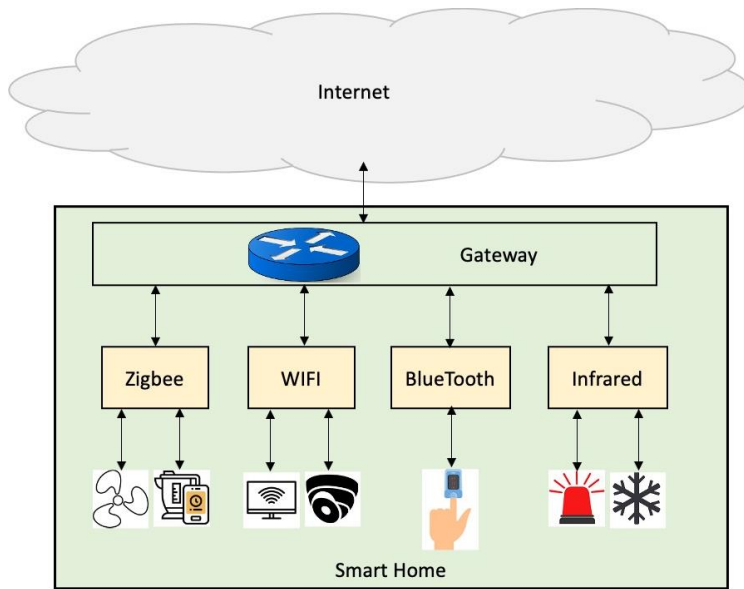 Internet
Gateway
Zigbee
WIFI
BlueTooth
Infrared
Smart Home